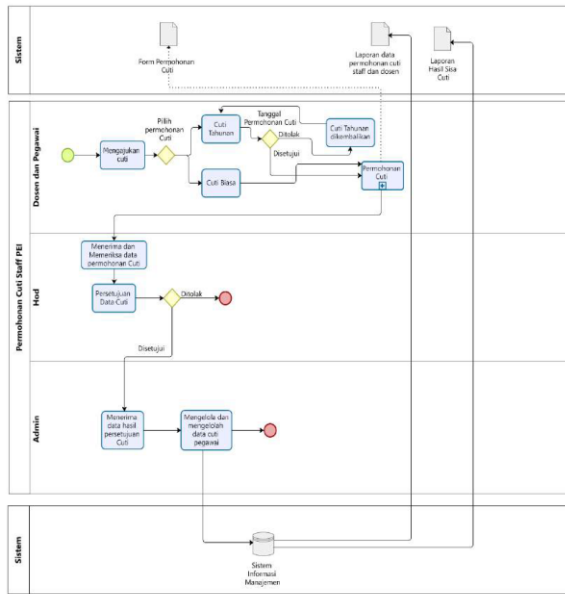 Sistem
Form Permohonan
Cuti
Laporan data
permohonan cuti
staff dan dosen
Laporan
Hasil Sisa
Cuti
Permohonan Cuti Staff PEI
Dosen dan Pegawai
Mengajukan
cuti
Pilih
permohonan
Cuti
Cuti
Tahunan
Tanggal
Permohonan Cuti
Ditolak
Disetujui
Cuti Tahunan
dikembalikan
Cuti Biasa
Permohonan
Cuti
Hod
Menerima dan
Memeriksa data
permohonan Cuti
Persetujuan
Data Cuti
Ditolak
Disetujui
Admin
Menerima
data hasil
persetujuan
Cuti
Mengelola dan
mengelolah
data cuti
pegawai
Sistem
Sistem
Informasi
Manajemen